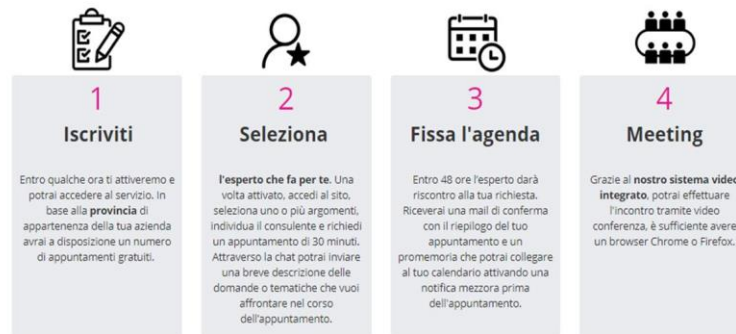 1
Iscriviti
Entro qualche ora ti attiveremo e
potrai accedere al servizio. In
base alla provincia di
appartenenza della tua azienda
avrai a disposizione un numero
di appuntamenti gratuiti.
2
Seleziona
l'esperto che fa per te. Una
volta attivato, accedi al sito,
seleziona uno o più argomenti,
individua il consulente e richiedi
un appuntamento di 30 minuti.
Attraverso la chat potrai inviare
una breve descrizione delle
domande o tematiche che vuoi
affrontare nel corso
dell'appuntamento.
3
Fissa l'agenda
Entro 48 ore l'esperto darà
riscontro alla tua richiesta.
Riceverai una mail di conferma
con il riepilogo del tuo
appuntamento e un
promemoria che potrai collegare
al tuo calendario attivando una
notifica mezzora prima
dell'appuntamento.
4
Meeting
Grazie al nostro sistema video
integrato, potrai effettuare
l'incontro tramite video
conferenza, è sufficiente avere
un browser Chrome o Firefox.